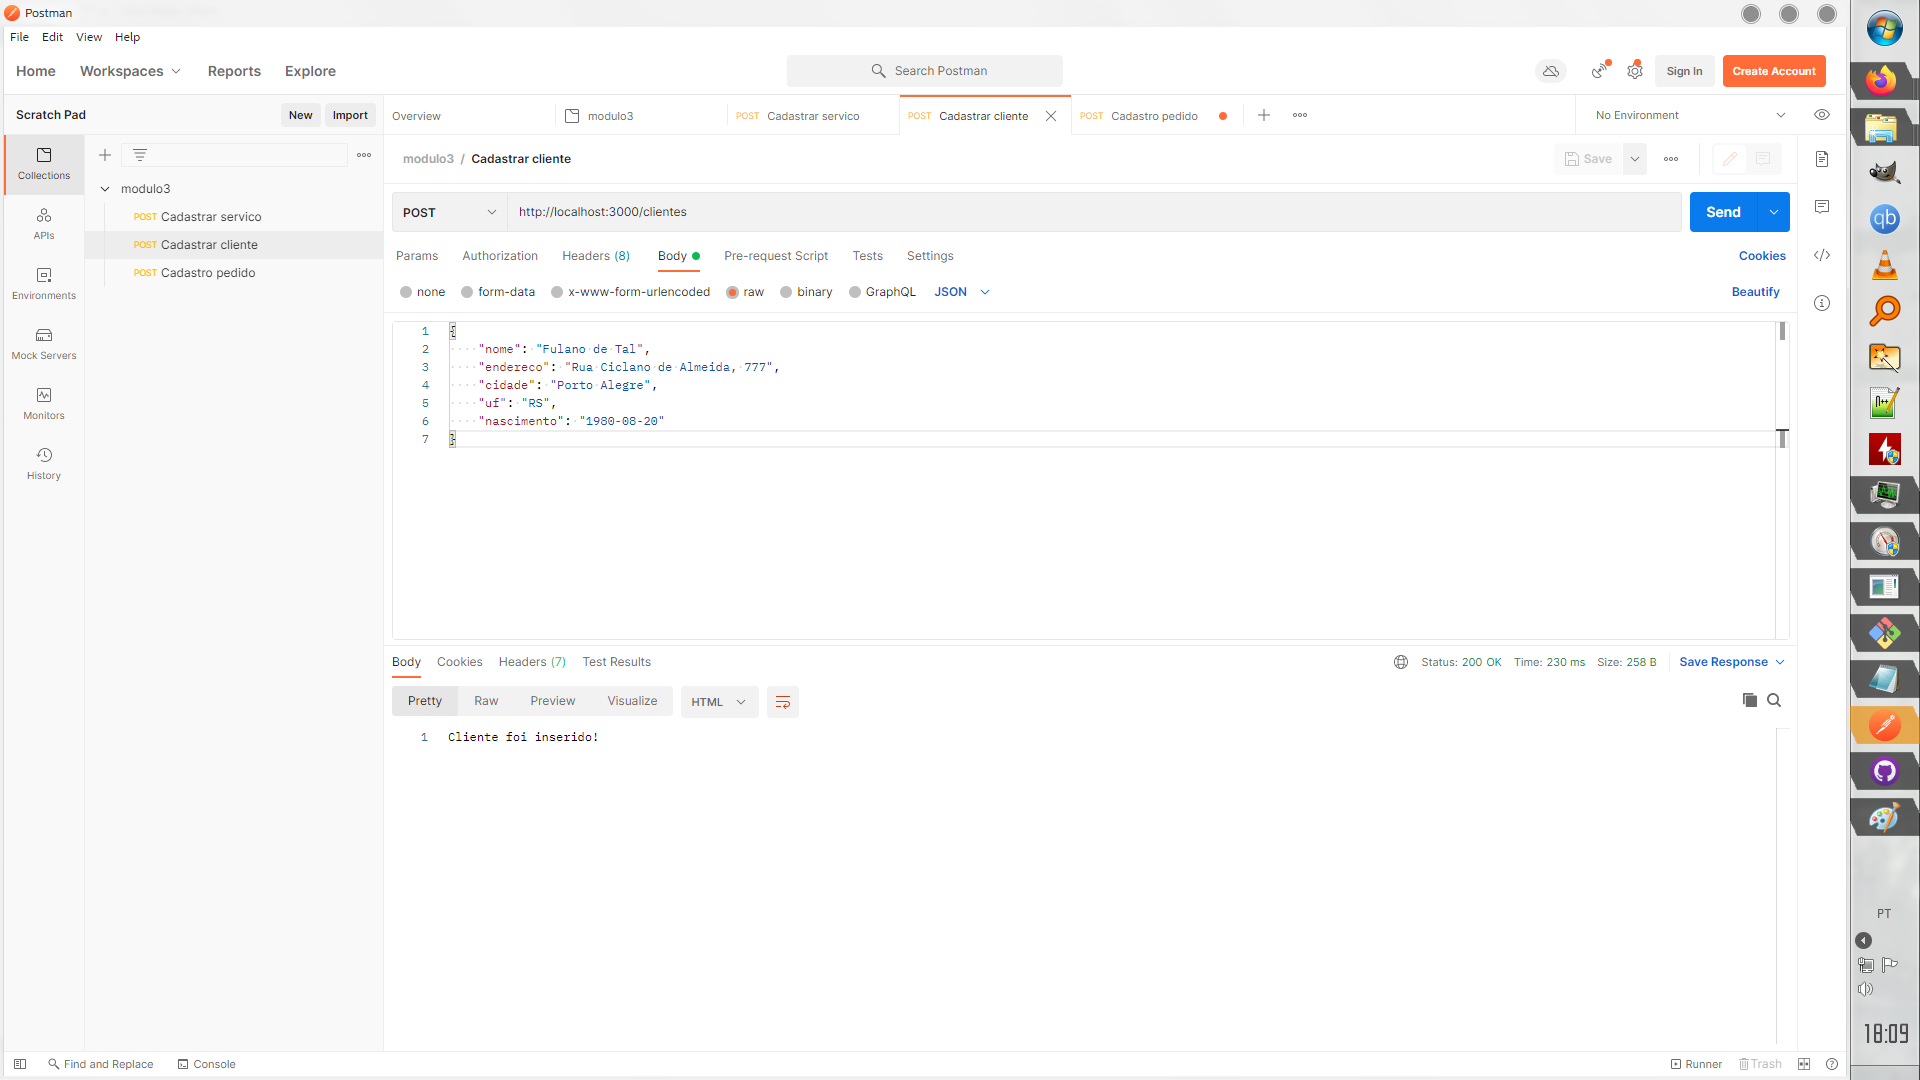 Postman
File Edit View Help
Home Workspaces Reports Explore
Search Postman
Sign In
Create Account
Scratch Pad
New
Import
Overview
modulo3
POST Cadastrar servico
POST Cadastrar cliente
POST Cadastro pedido
No Environment
Collections
APIs
Environments
Mock Servers
Monitors
History
modulo3
POST Cadastrar servico
POST Cadastrar cliente
POST Cadastro pedido
modulo3 / Cadastrar cliente
Save
POST
http://localhost:3000/clientes
Send
Params Authorization Headers (8) Body Pre-request Script Tests Settings
Cookies
none form-data x-www-form-urlencoded raw binary GraphQL JSON
Beautify
1 {
2 "nome": "Fulano de Tal",
3 "endereco": "Rua Ciclano de Almeida, 777",
4 "cidade": "Porto Alegre",
5 "uf": "RS",
6 "nascimento": "1980-08-20"
7 }
Body Cookies Headers (7) Test Results
Status: 200 OK Time: 230 ms Size: 258 B
Save Response
Pretty Raw Preview Visualize HTML
1 Cliente foi inserido!
Find and Replace Console
Runner Trash
qb
PT
18:09